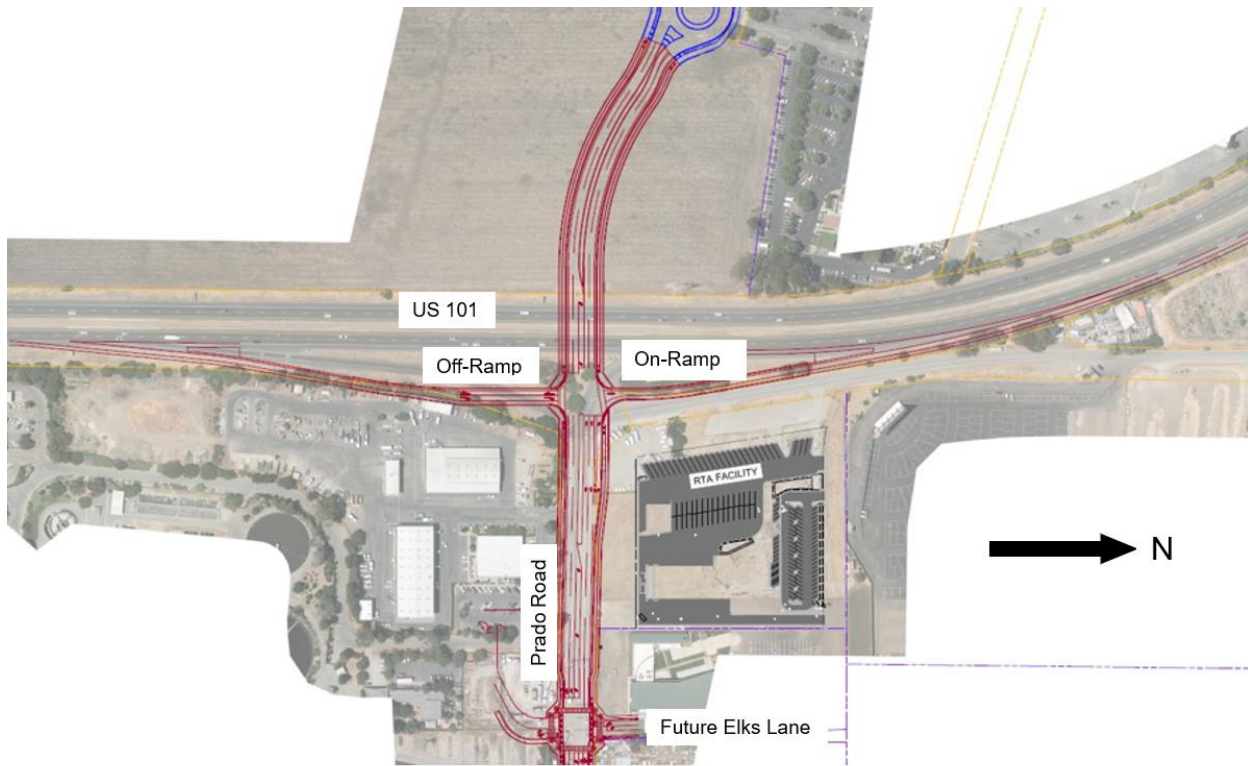 US 101
Off-Ramp
On-Ramp
RTA FACILITY
N
Prado Road
Future Elks Lane